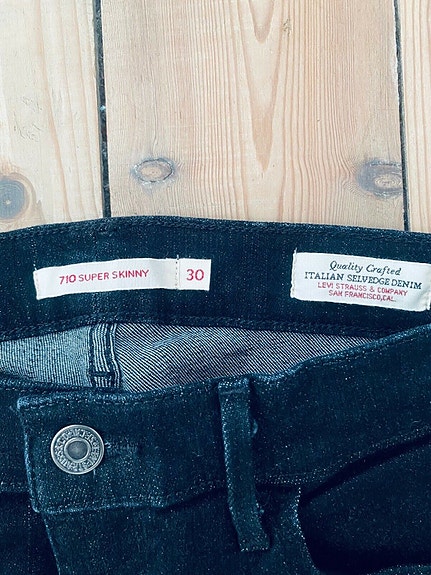 710 SUPER SKINNY 30
Quality Crafted
ITALIAN SELVEDGE DENIM
LEVI STRAUSS & COMPANY
SAN FRANCISCO,CAL.